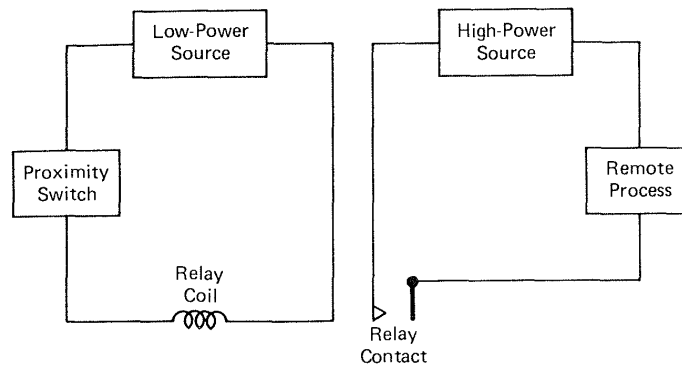 Low-Power
Source
High-Power
Source
Proximity
Switch
Remote
Process
Relay
Coil
Relay
Contact